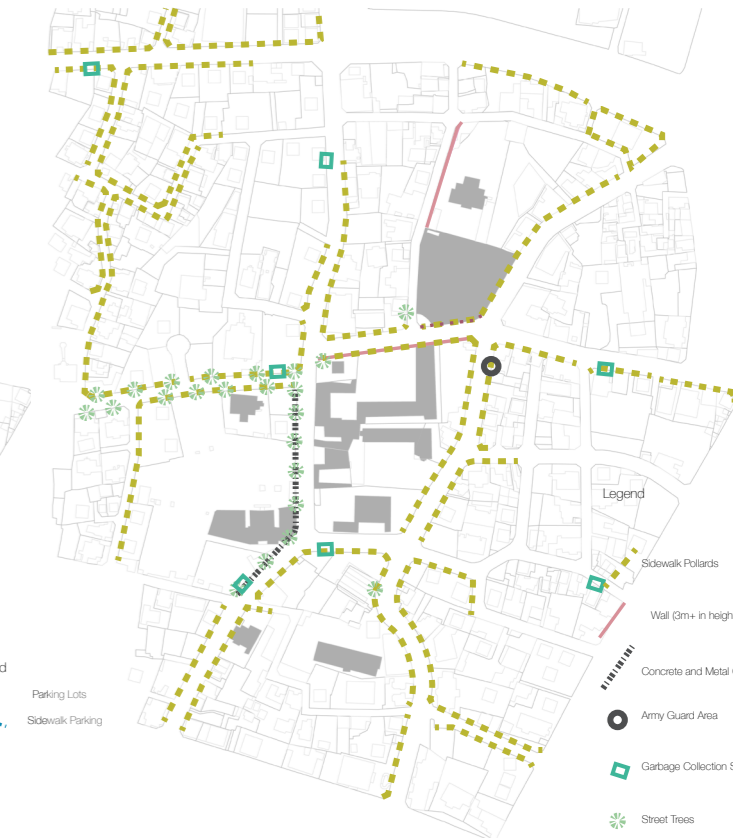 Legend
Sidewalk Pollards
Wall (3m+ in heigh
Concrete and Metal
Army Guard Area
Garbage Collection S
Street Trees
d
Parking Lots
Sidewalk Parking